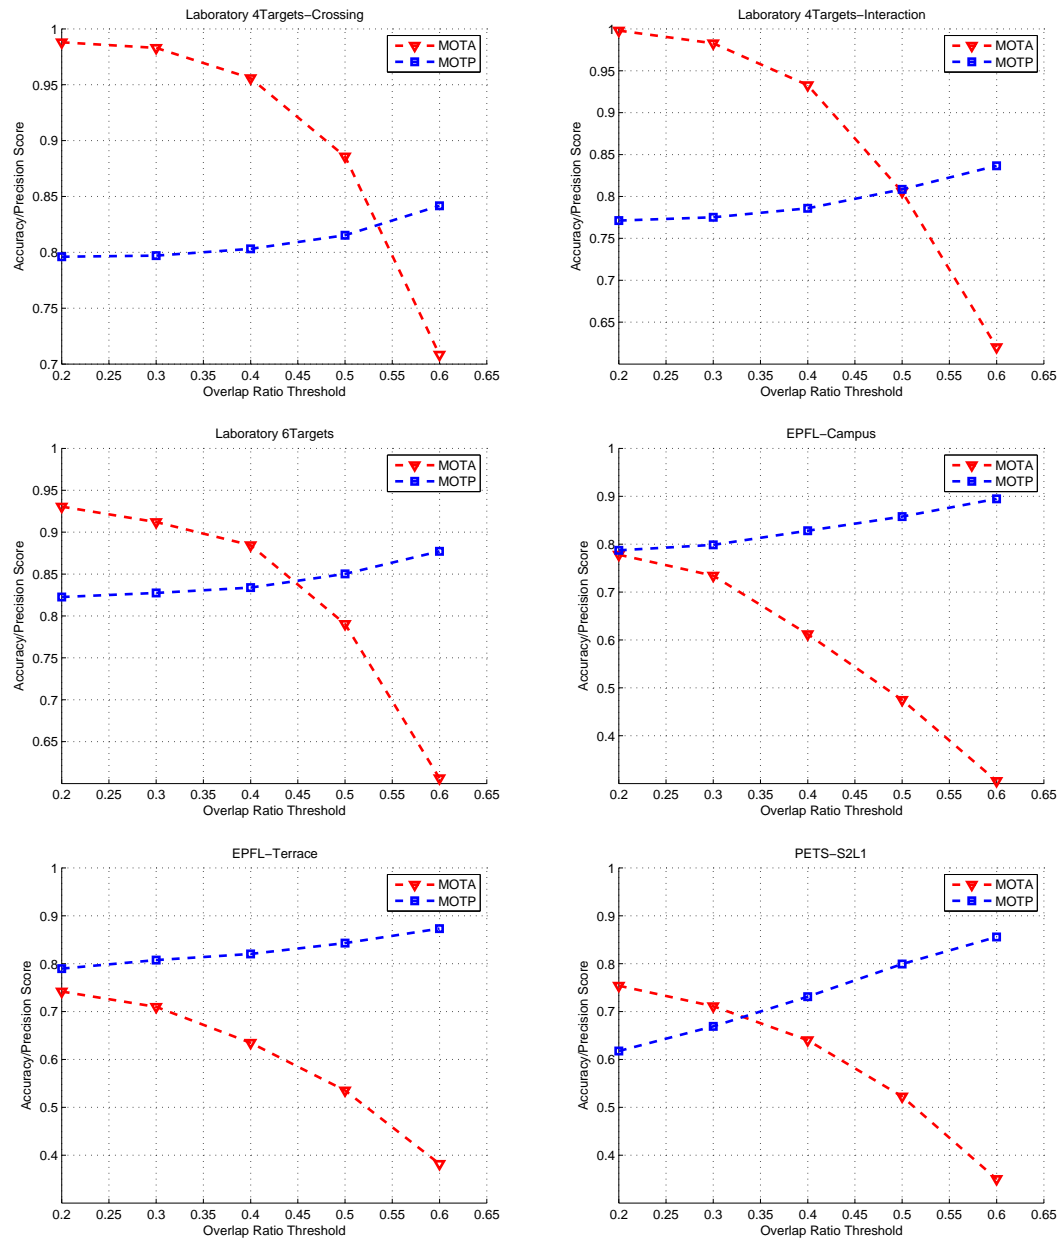 Laboratory 4Targets−Crossing
1
0.95
0.9
0.85
0.8
0.75
0.7
0.2 0.25 0.3 0.35 0.4 0.45 0.5 0.55 0.6 0.65
Overlap Ratio Threshold
Accuracy/Precision Score
MOTA
MOTP
Laboratory 4Targets−Interaction
1
0.95
0.9
0.85
0.8
0.75
0.7
0.65
0.2 0.25 0.3 0.35 0.4 0.45 0.5 0.55 0.6 0.65
Overlap Ratio Threshold
Accuracy/Precision Score
MOTA
MOTP
Laboratory 6Targets
1
0.95
0.9
0.85
0.8
0.75
0.7
0.65
0.2 0.25 0.3 0.35 0.4 0.45 0.5 0.55 0.6 0.65
Overlap Ratio Threshold
Accuracy/Precision Score
MOTA
MOTP
EPFL−Campus
1
0.9
0.8
0.7
0.6
0.5
0.4
0.2 0.25 0.3 0.35 0.4 0.45 0.5 0.55 0.6 0.65
Overlap Ratio Threshold
Accuracy/Precision Score
MOTA
MOTP
EPFL−Terrace
1
0.9
0.8
0.7
0.6
0.5
0.4
0.2 0.25 0.3 0.35 0.4 0.45 0.5 0.55 0.6 0.65
Overlap Ratio Threshold
Accuracy/Precision Score
MOTA
MOTP
PETS−S2L1
1
0.9
0.8
0.7
0.6
0.5
0.4
0.2 0.25 0.3 0.35 0.4 0.45 0.5 0.55 0.6 0.65
Overlap Ratio Threshold
Accuracy/Precision Score
MOTA
MOTP